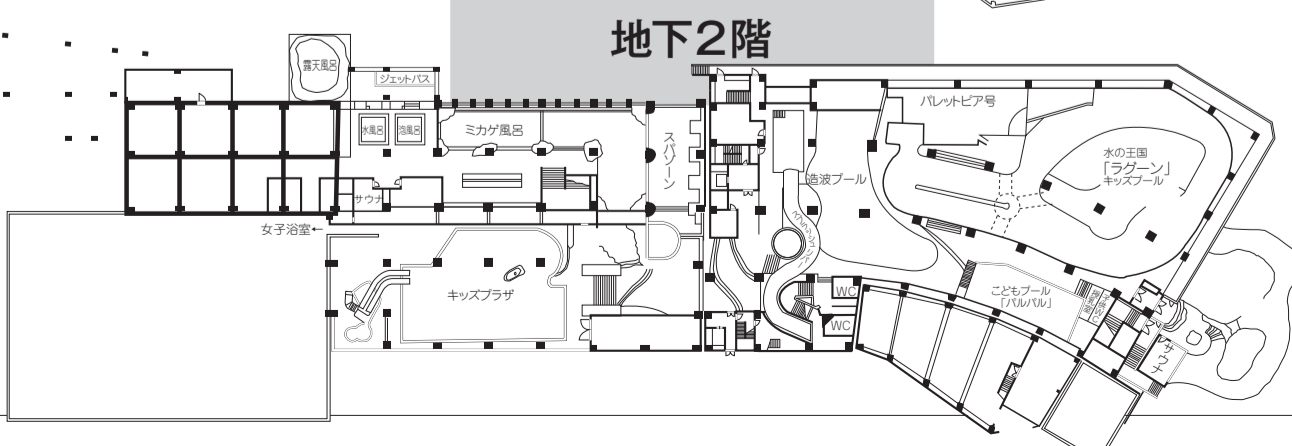 地下2階
露天風呂
ジェットバス
水風呂
泡風呂
ミカゲ風呂
スパゾーン
サウナ
女子浴室←
キッズプラザ
パレットピア号
造波プール
水の王国
「ラグーン」
キッズプール
こどもプール
「パルパル」
WC
WC
サウナ